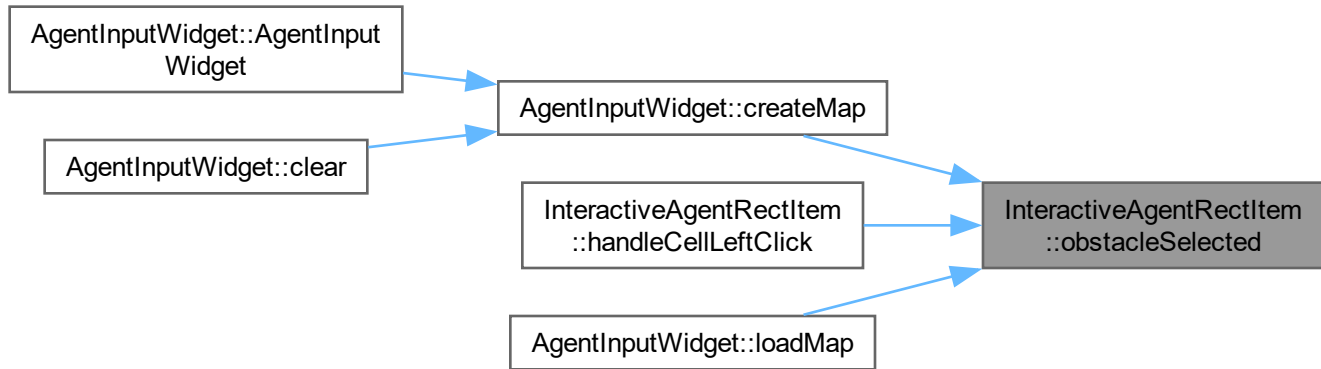 AgentInputWidget::AgentInput
Widget
AgentInputWidget::createMap
AgentInputWidget::clear
InteractiveAgentRectItem
::handleCellLeftClick
InteractiveAgentRectItem
::obstacleSelected
AgentInputWidget::loadMap